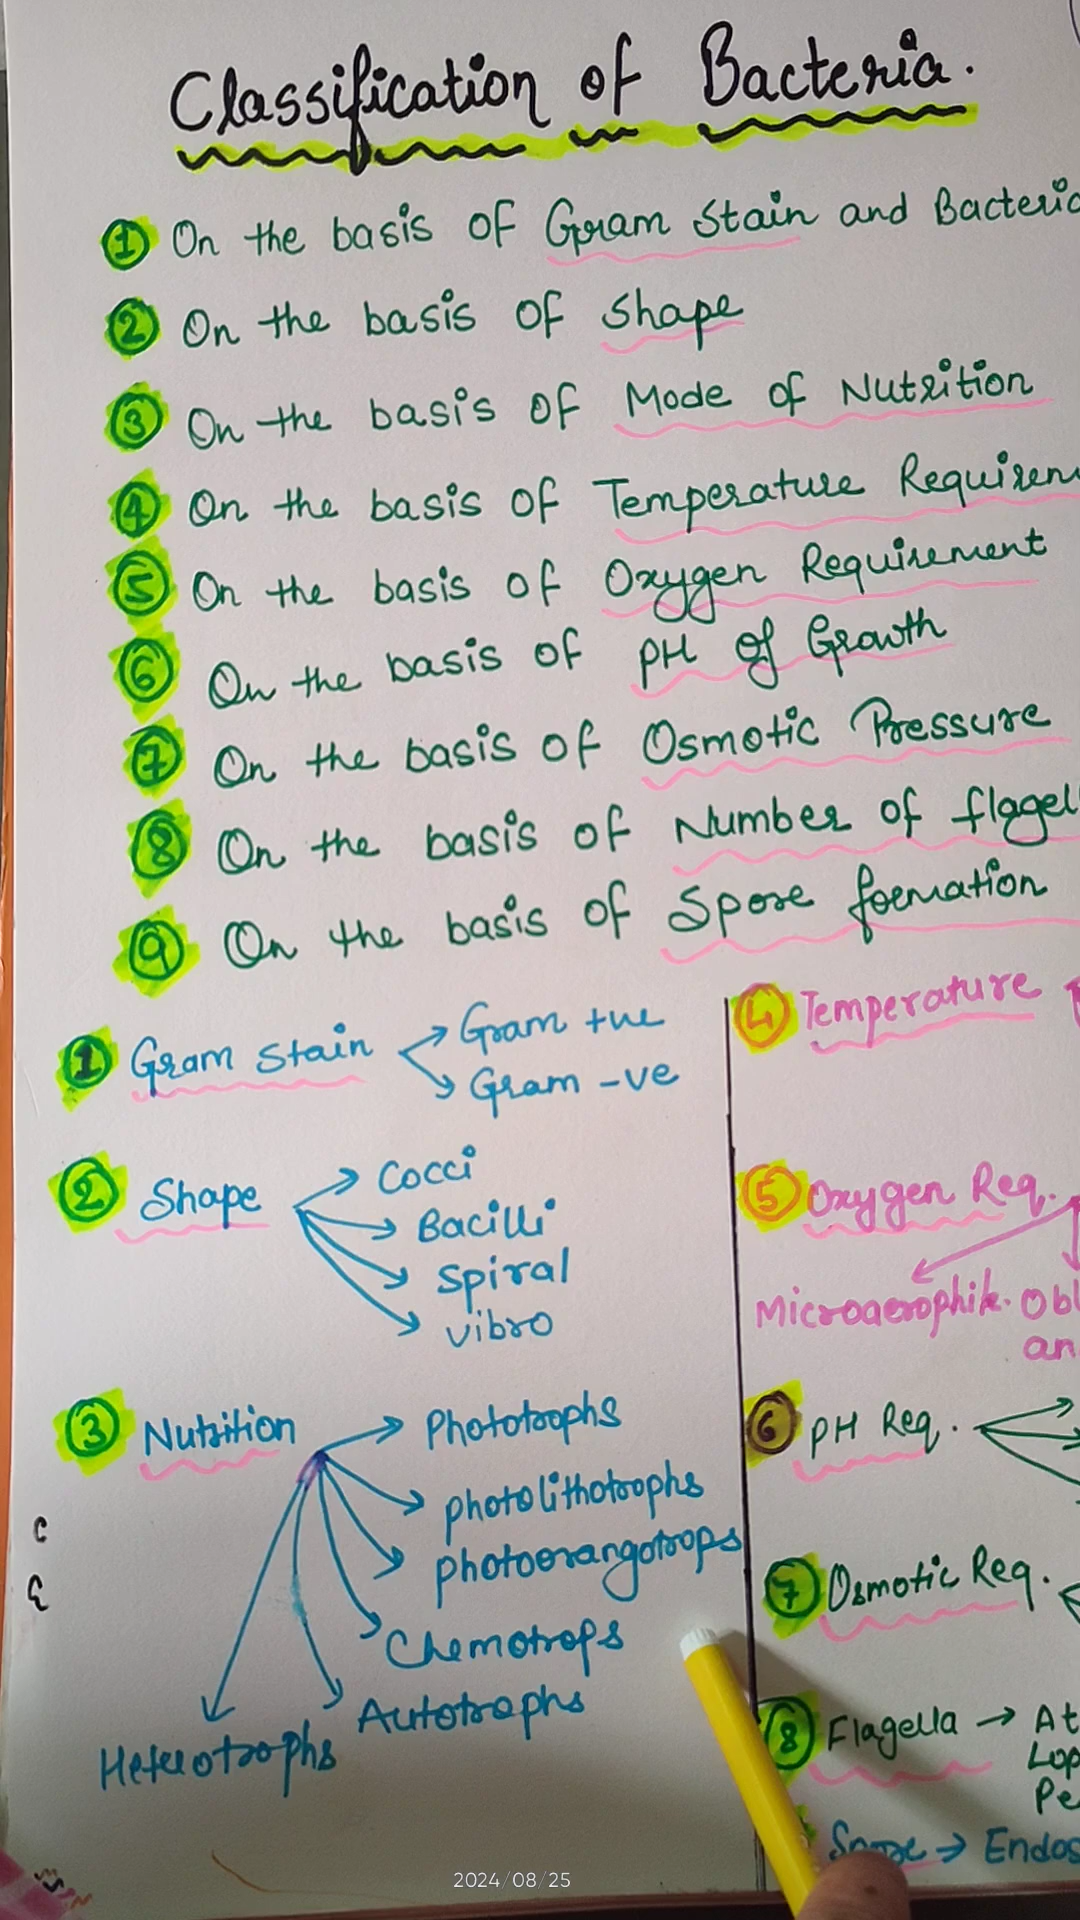 Classification of Bacteria.
① On the basis of Gram Stain and Bacteria
② On the basis of Shape
③ On the basis of Mode of Nutrition
④ On the basis of Temperature Requirem
⑤ On the basis of Oxygen Requirement
⑥ On the basis of pH of Growth
⑦ On the basis of Osmotic Pressure
⑧ On the basis of Number of flagell
⑨ On the basis of Spore formation
① Gram Stain
Gram +ve
Gram -ve
② Shape
Cocci
Bacilli
Spiral
Vibro
③ Nutrition
Phototrophs
photolithotrophs
photoorangotrops
Chemotrops
Autotrophs
Heterotrophs
④ Temperature
⑤ Oxygen Req.
Microaerophilc. Obl
an
⑥ PH Req.
⑦ Osmotic Req.
⑧ Flagella → At
Lop
Pe
Spore → Endos
C
2024/08/25